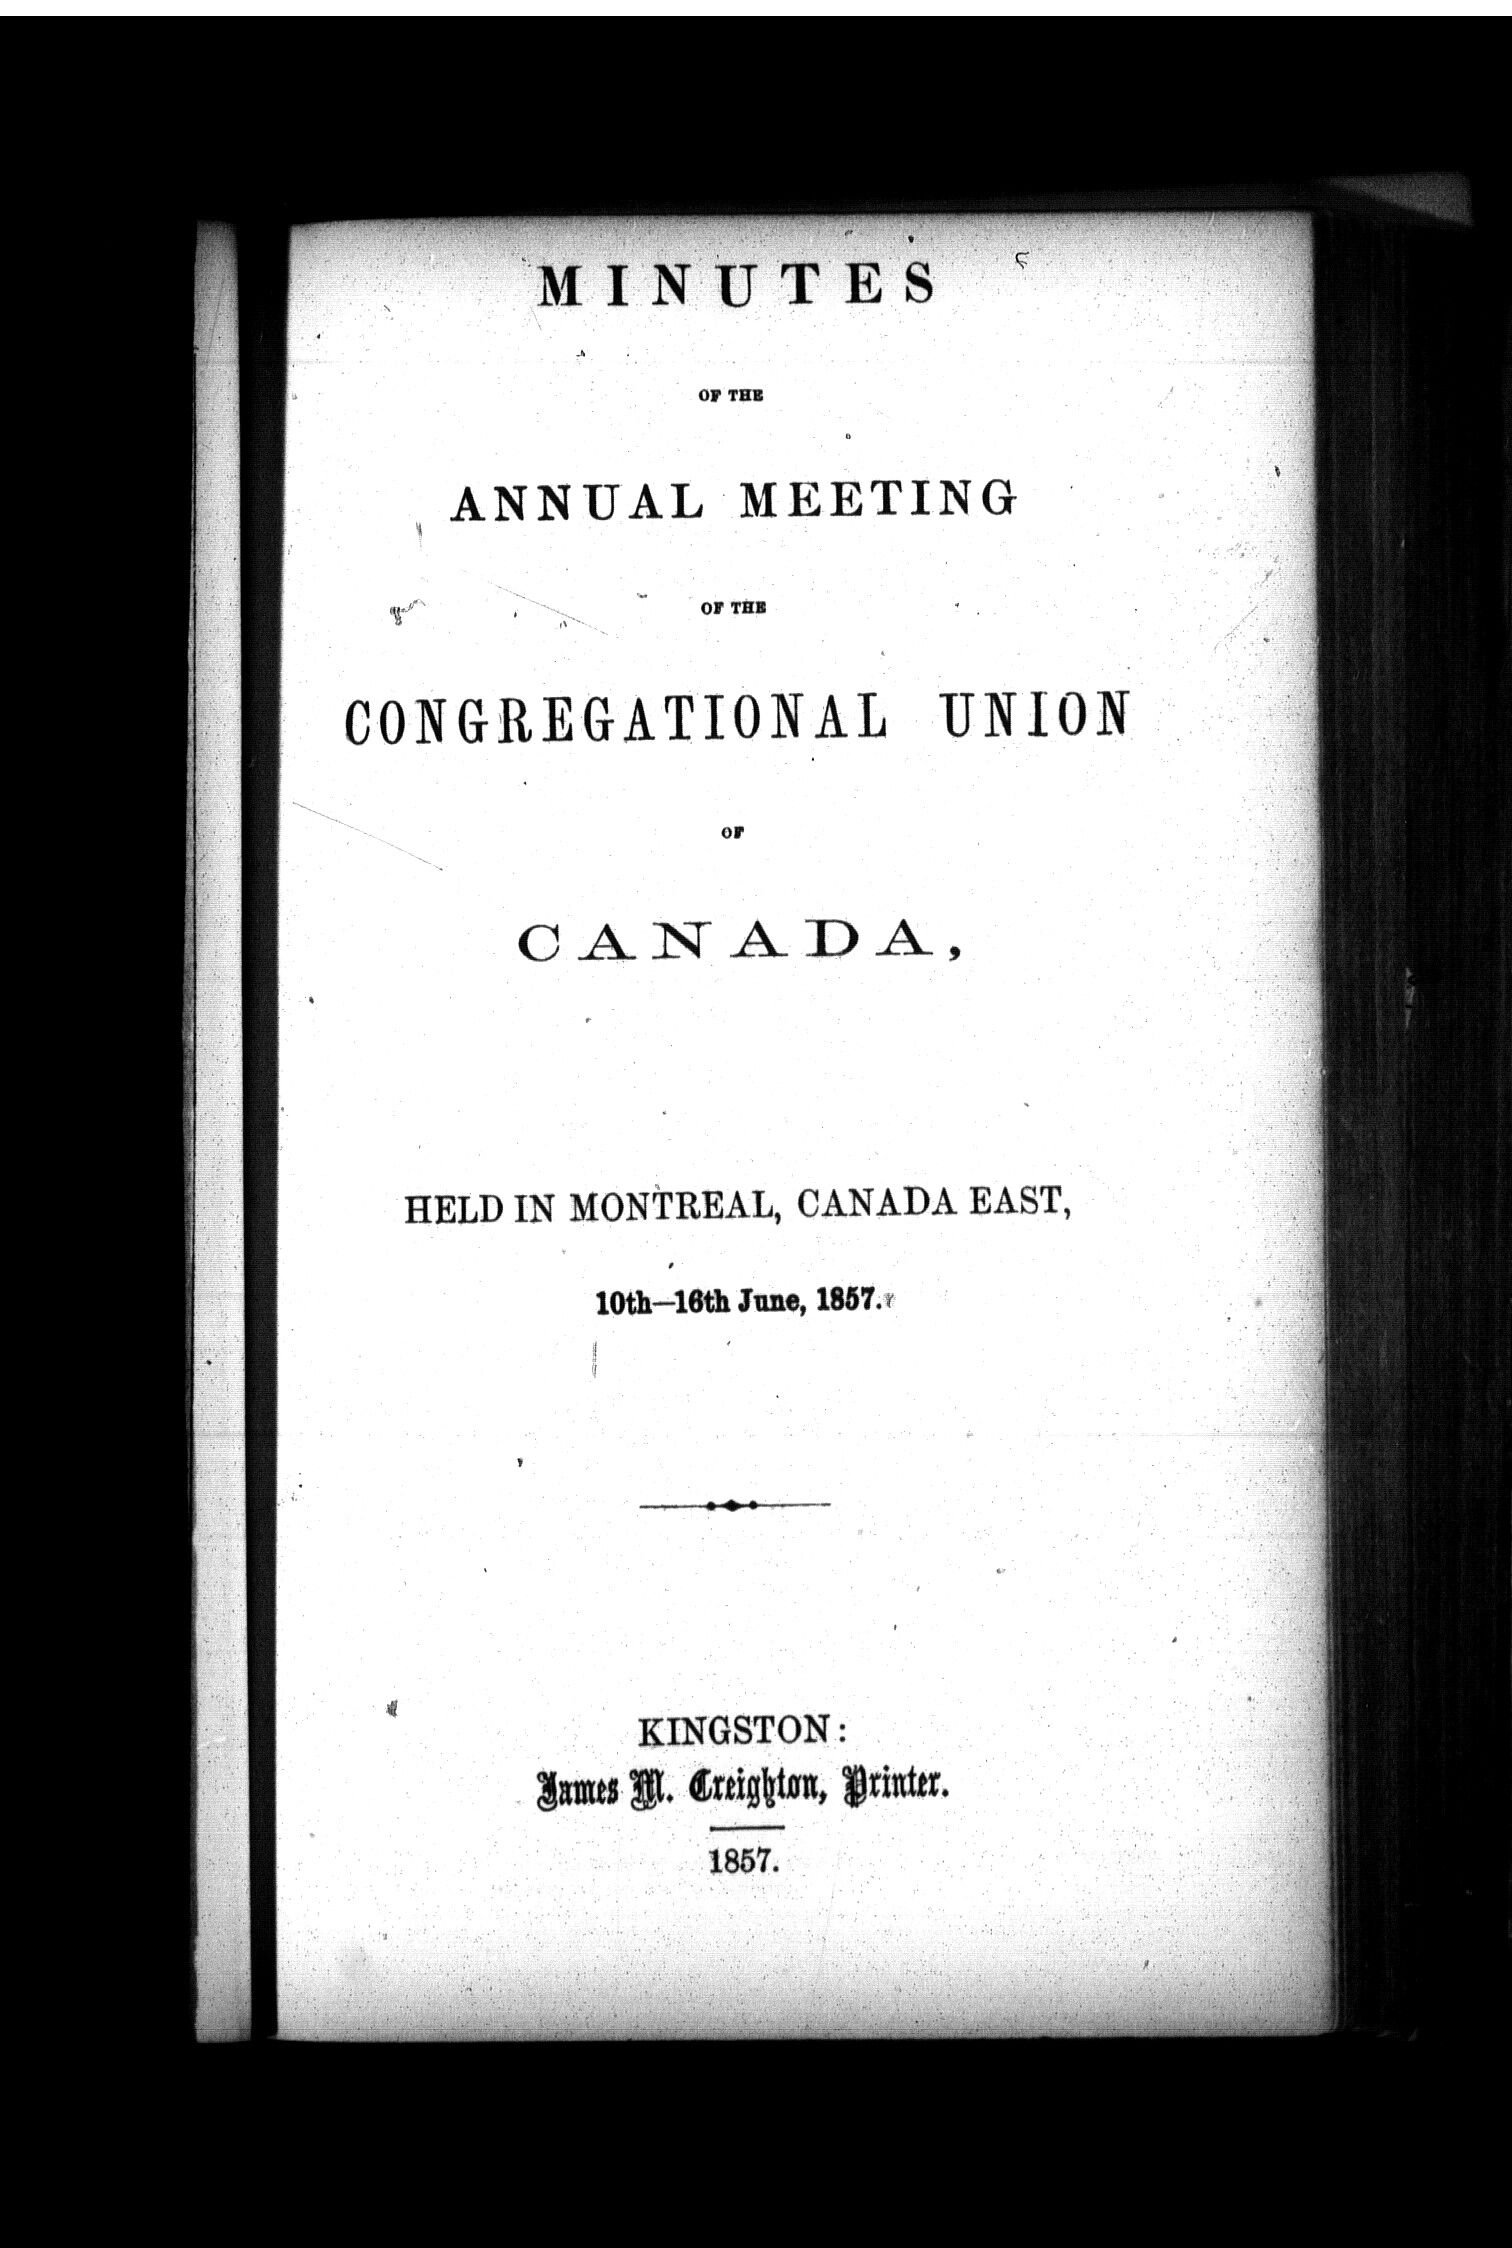 MINUTES
OF THE
ANNUAL MEETING
OF THE
CONGREGATIONAL UNION
OF
CANADA,
HELD IN MONTREAL, CANADA EAST,
10th—16th June, 1857.
KINGSTON:
James M. Creighton, Printer.
1857.